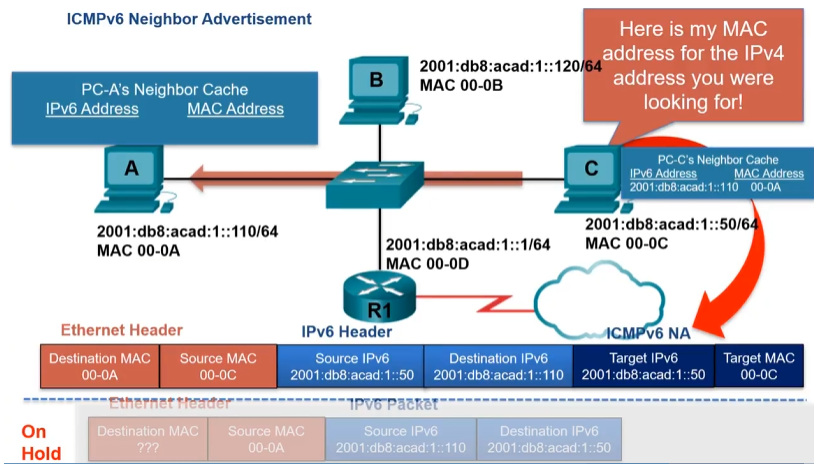 ICMPv6 Neighbor Advertisement
Here is my MAC
address for the IPv4
address you were
looking for!
PC-A's Neighbor Cache
IPv6 Address MAC Address
B
2001:db8:acad:1::120/64
MAC 00-0B
A
C
PC-C's Neighbor Cache
IPv6 Address MAC Address
2001:db8:acad:1::110 00-0A
2001:db8:acad:1::110/64
MAC 00-0A
2001:db8:acad:1::50/64
MAC 00-0C
2001:db8:acad:1::1/64
MAC 00-0D
R1
Ethernet Header IPv6 Header ICMPv6 NA
Destination MAC Source MAC Source IPv6 Destination IPv6 Target IPv6 Target MAC
00-0A 00-0C 2001:db8:acad:1::50 2001:db8:acad:1::110 2001:db8:acad:1::50 00-0C
Ethernet Header IPv6 Packet
On
Hold
Destination MAC Source MAC Source IPv6 Destination IPv6
??? 00-0A 2001:db8:acad:1::110 2001:db8:acad:1::50